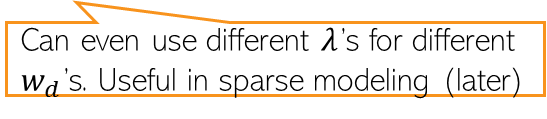 Can even use different λ's for different
w_d's. Useful in sparse modeling (later)